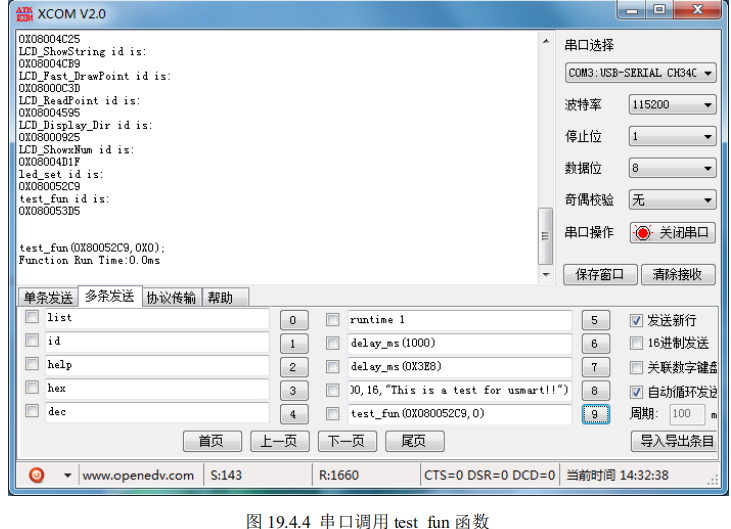 XCOM V2.0
0X08004C25
LCD_ShowString id is:
0X08004CB9
LCD_Fast_DrawPoint id is:
0X08000C3D
LCD_ReadPoint id is:
0X08004595
LCD_Display_Dir id is:
0X08000925
LCD_ShowxNum id is:
0X08004D1F
led_set id is:
0X080052C9
test_fun id is:
0X080053D5
test_fun(0X80052C9,0X0);
Function Run Time:0.0ms
串口选择
COM3:USB-SERIAL CH34C
波特率 115200
停止位 1
数据位 8
奇偶校验 无
串口操作 关闭串口
保存窗口 清除接收
单条发送 多条发送 协议传输 帮助
list 0 runtime 1 5 发送新行
id 1 delay_ms(1000) 6 16进制发送
help 2 delay_ms(0X3E8) 7 关联数字键盘
hex 3 00,16,"This is a test for usmart!!") 8 自动循环发送
dec 4 test_fun(0X080052C9,0) 9 周期: 100 m
首页 上一页 下一页 尾页 导入导出条目
www.openedv.com S:143 R:1660 CTS=0 DSR=0 DCD=0 当前时间 14:32:38
图 19.4.4 串口调用 test_fun 函数